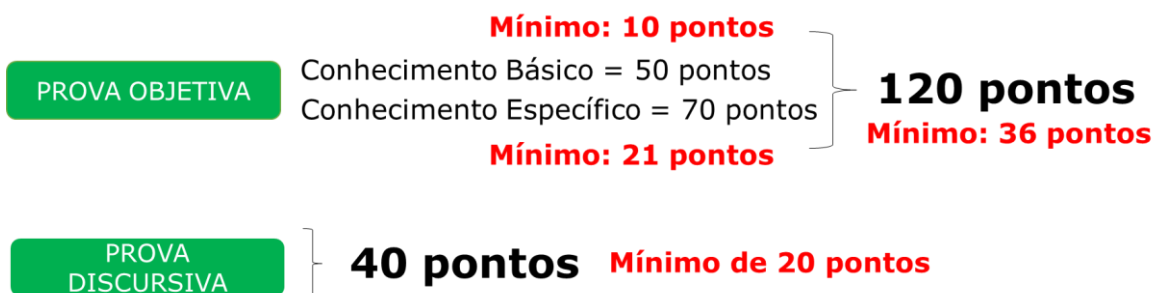 Mínimo: 10 pontos
PROVA OBJETIVA
Conhecimento Básico = 50 pontos
Conhecimento Específico = 70 pontos
120 pontos
Mínimo: 36 pontos
Mínimo: 21 pontos
PROVA
DISCURSIVA
40 pontos
Mínimo de 20 pontos